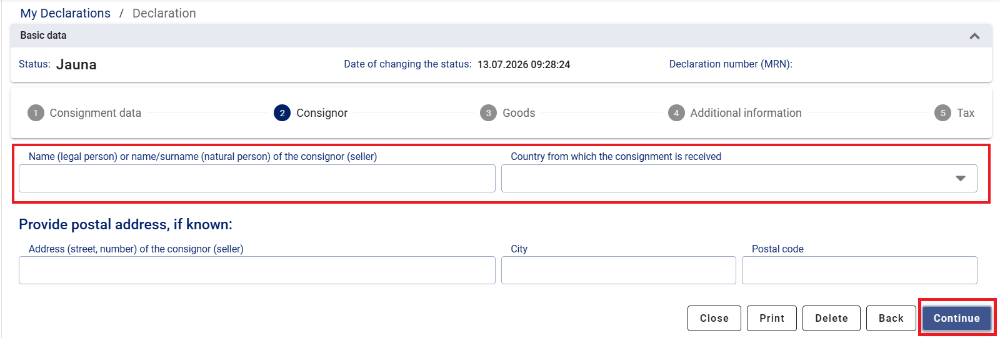 My Declarations / Declaration
Basic data
Status: Jauna Date of changing the status: 13.07.2026 09:28:24 Declaration number (MRN):
1 Consignment data 2 Consignor 3 Goods 4 Additional information 5 Tax
Name (legal person) or name/surname (natural person) of the consignor (seller) Country from which the consignment is received
Provide postal address, if known:
Address (street, number) of the consignor (seller) City Postal code
Close Print Delete Back Continue